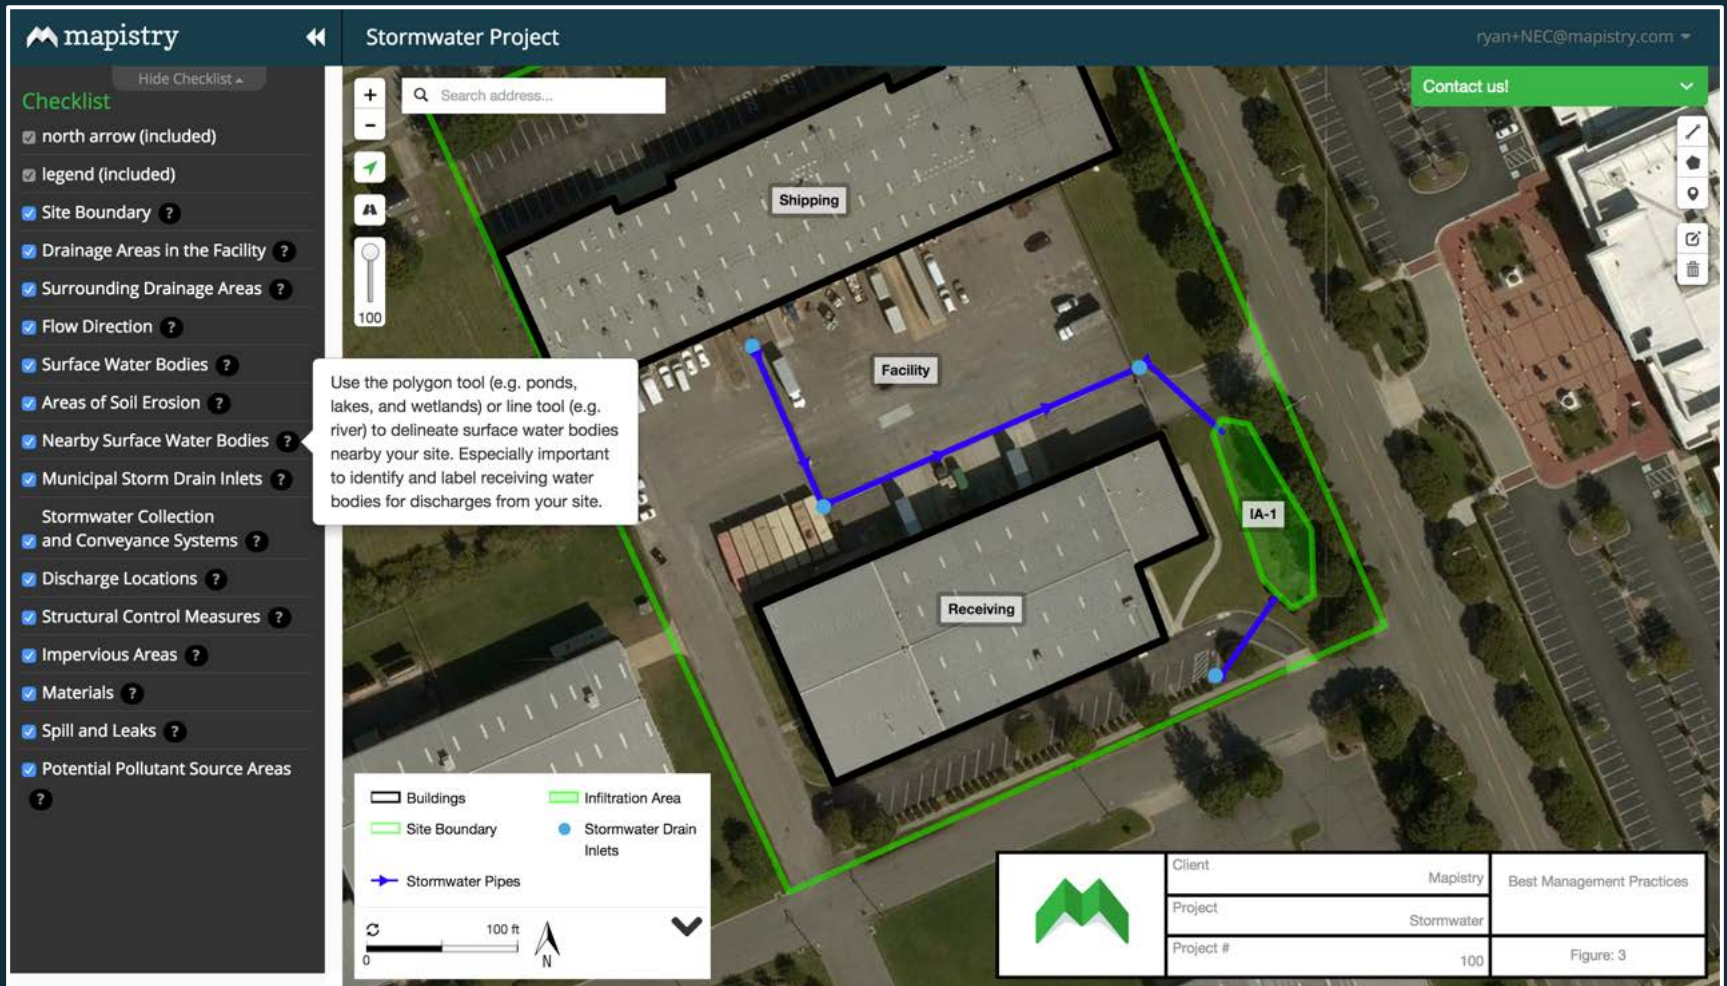 mapistry
Stormwater Project
ryan+NEC@mapistry.com
Hide Checklist
Checklist
north arrow (included)
legend (included)
Site Boundary ?
Drainage Areas in the Facility ?
Surrounding Drainage Areas ?
Flow Direction ?
Surface Water Bodies ?
Areas of Soil Erosion ?
Nearby Surface Water Bodies ?
Municipal Storm Drain Inlets ?
Stormwater Collection
and Conveyance Systems ?
Discharge Locations ?
Structural Control Measures ?
Impervious Areas ?
Materials ?
Spill and Leaks ?
Potential Pollutant Source Areas
?
Use the polygon tool (e.g. ponds,
lakes, and wetlands) or line tool (e.g.
river) to delineate surface water bodies
nearby your site. Especially important
to identify and label receiving water
bodies for discharges from your site.
+
-
100
Search address...
Contact us!
Shipping
Facility
IA-1
Receiving
Buildings
Infiltration Area
Site Boundary
Stormwater Drain
Inlets
Stormwater Pipes
100 ft
0
N
Client
Mapistry
Project
Stormwater
Project #
100
Best Management Practices
Figure: 3